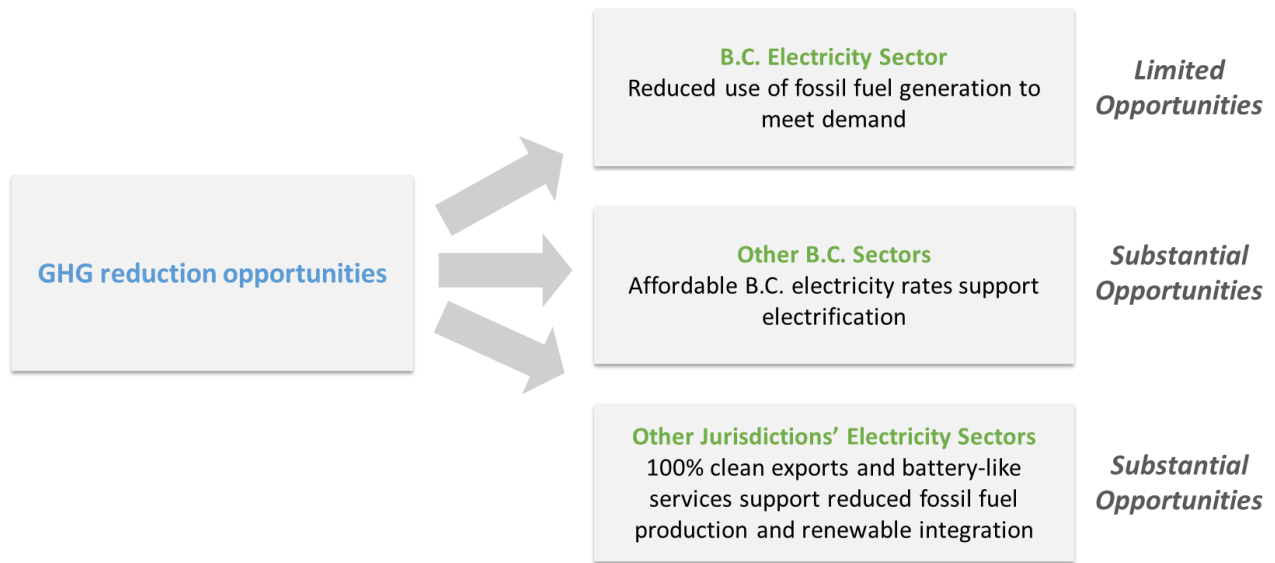 GHG reduction opportunities
B.C. Electricity Sector
Reduced use of fossil fuel generation to
meet demand
Limited
Opportunities
Other B.C. Sectors
Affordable B.C. electricity rates support
electrification
Substantial
Opportunities
Other Jurisdictions’ Electricity Sectors
100% clean exports and battery-like
services support reduced fossil fuel
production and renewable integration
Substantial
Opportunities